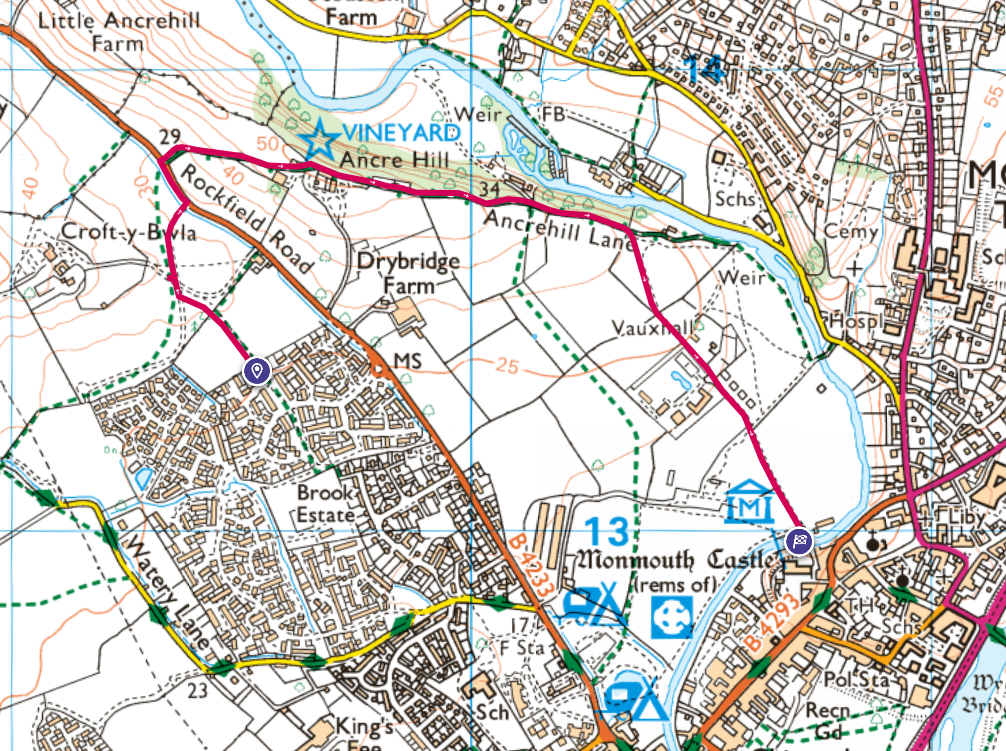 Farm
Little Ancrehill
Farm
14
55
Weir
FB
VINEYARD
29
50
Ancre Hill
40
30
40
34
Schs
Rockfield Road
Ancrehill Lane
Croft-y-Bwla
Cemy
Drybridge
Farm
Weir
Vauxhall
Hospl
MS
25
Brook
Estate
M
13
Monmouth Castle
(rems of)
Liby
B 4233
Watery Lane
TH
Schs
B 4293
17
F Sta
23
Pol Sta
Sch
Recn
Gd
King's
Fee